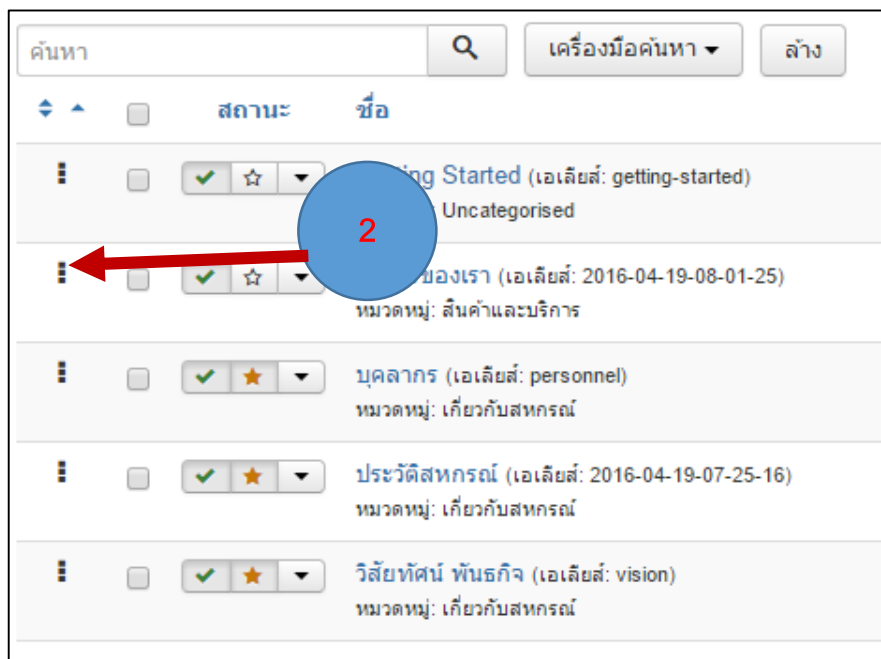 ค้นหา เครื่องมือค้นหา ล้าง
สถานะ ชื่อ
Started (เอเลียส์: getting-started)
Uncategorised
2
ของเรา (เอเลียส์: 2016-04-19-08-01-25)
หมวดหมู่: สินค้าและบริการ
บุคลากร (เอเลียส์: personnel)
หมวดหมู่: เกี่ยวกับสหกรณ์
ประวัติสหกรณ์ (เอเลียส์: 2016-04-19-07-25-16)
หมวดหมู่: เกี่ยวกับสหกรณ์
วิสัยทัศน์ พันธกิจ (เอเลียส์: vision)
หมวดหมู่: เกี่ยวกับสหกรณ์